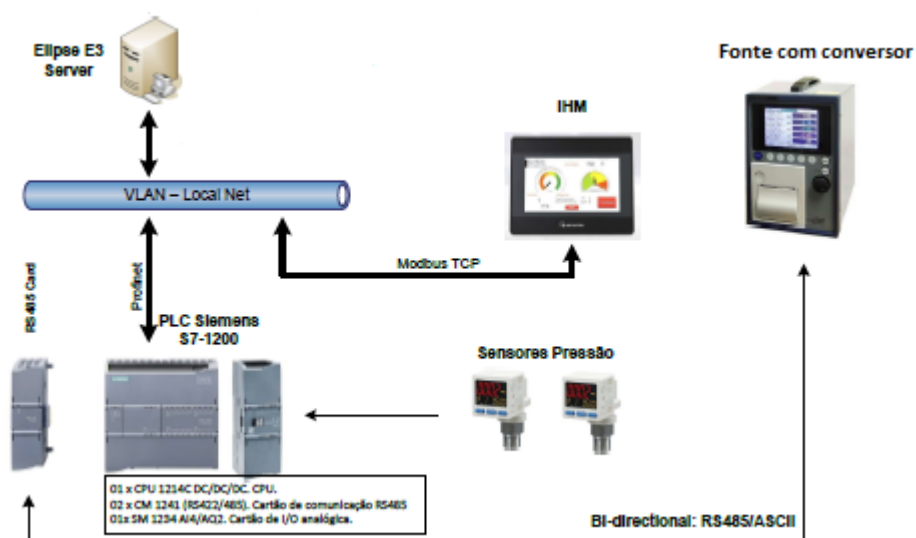 Elipse E3
Server
Fonte com conversor
IHM
VLAN – Local Net
Modbus TCP
Profinet
RS485 Card
PLC Siemens
S7-1200
Sensores Pressão
01 x CPU 1214C DC/DC/DC. CPU.
02 x CM 1241 (RS422/485). Cartão de comunicação RS485
01x SM 1234 AI4/AQ2. Cartão de I/O analógica.
Bi-directional: RS485/ASCII